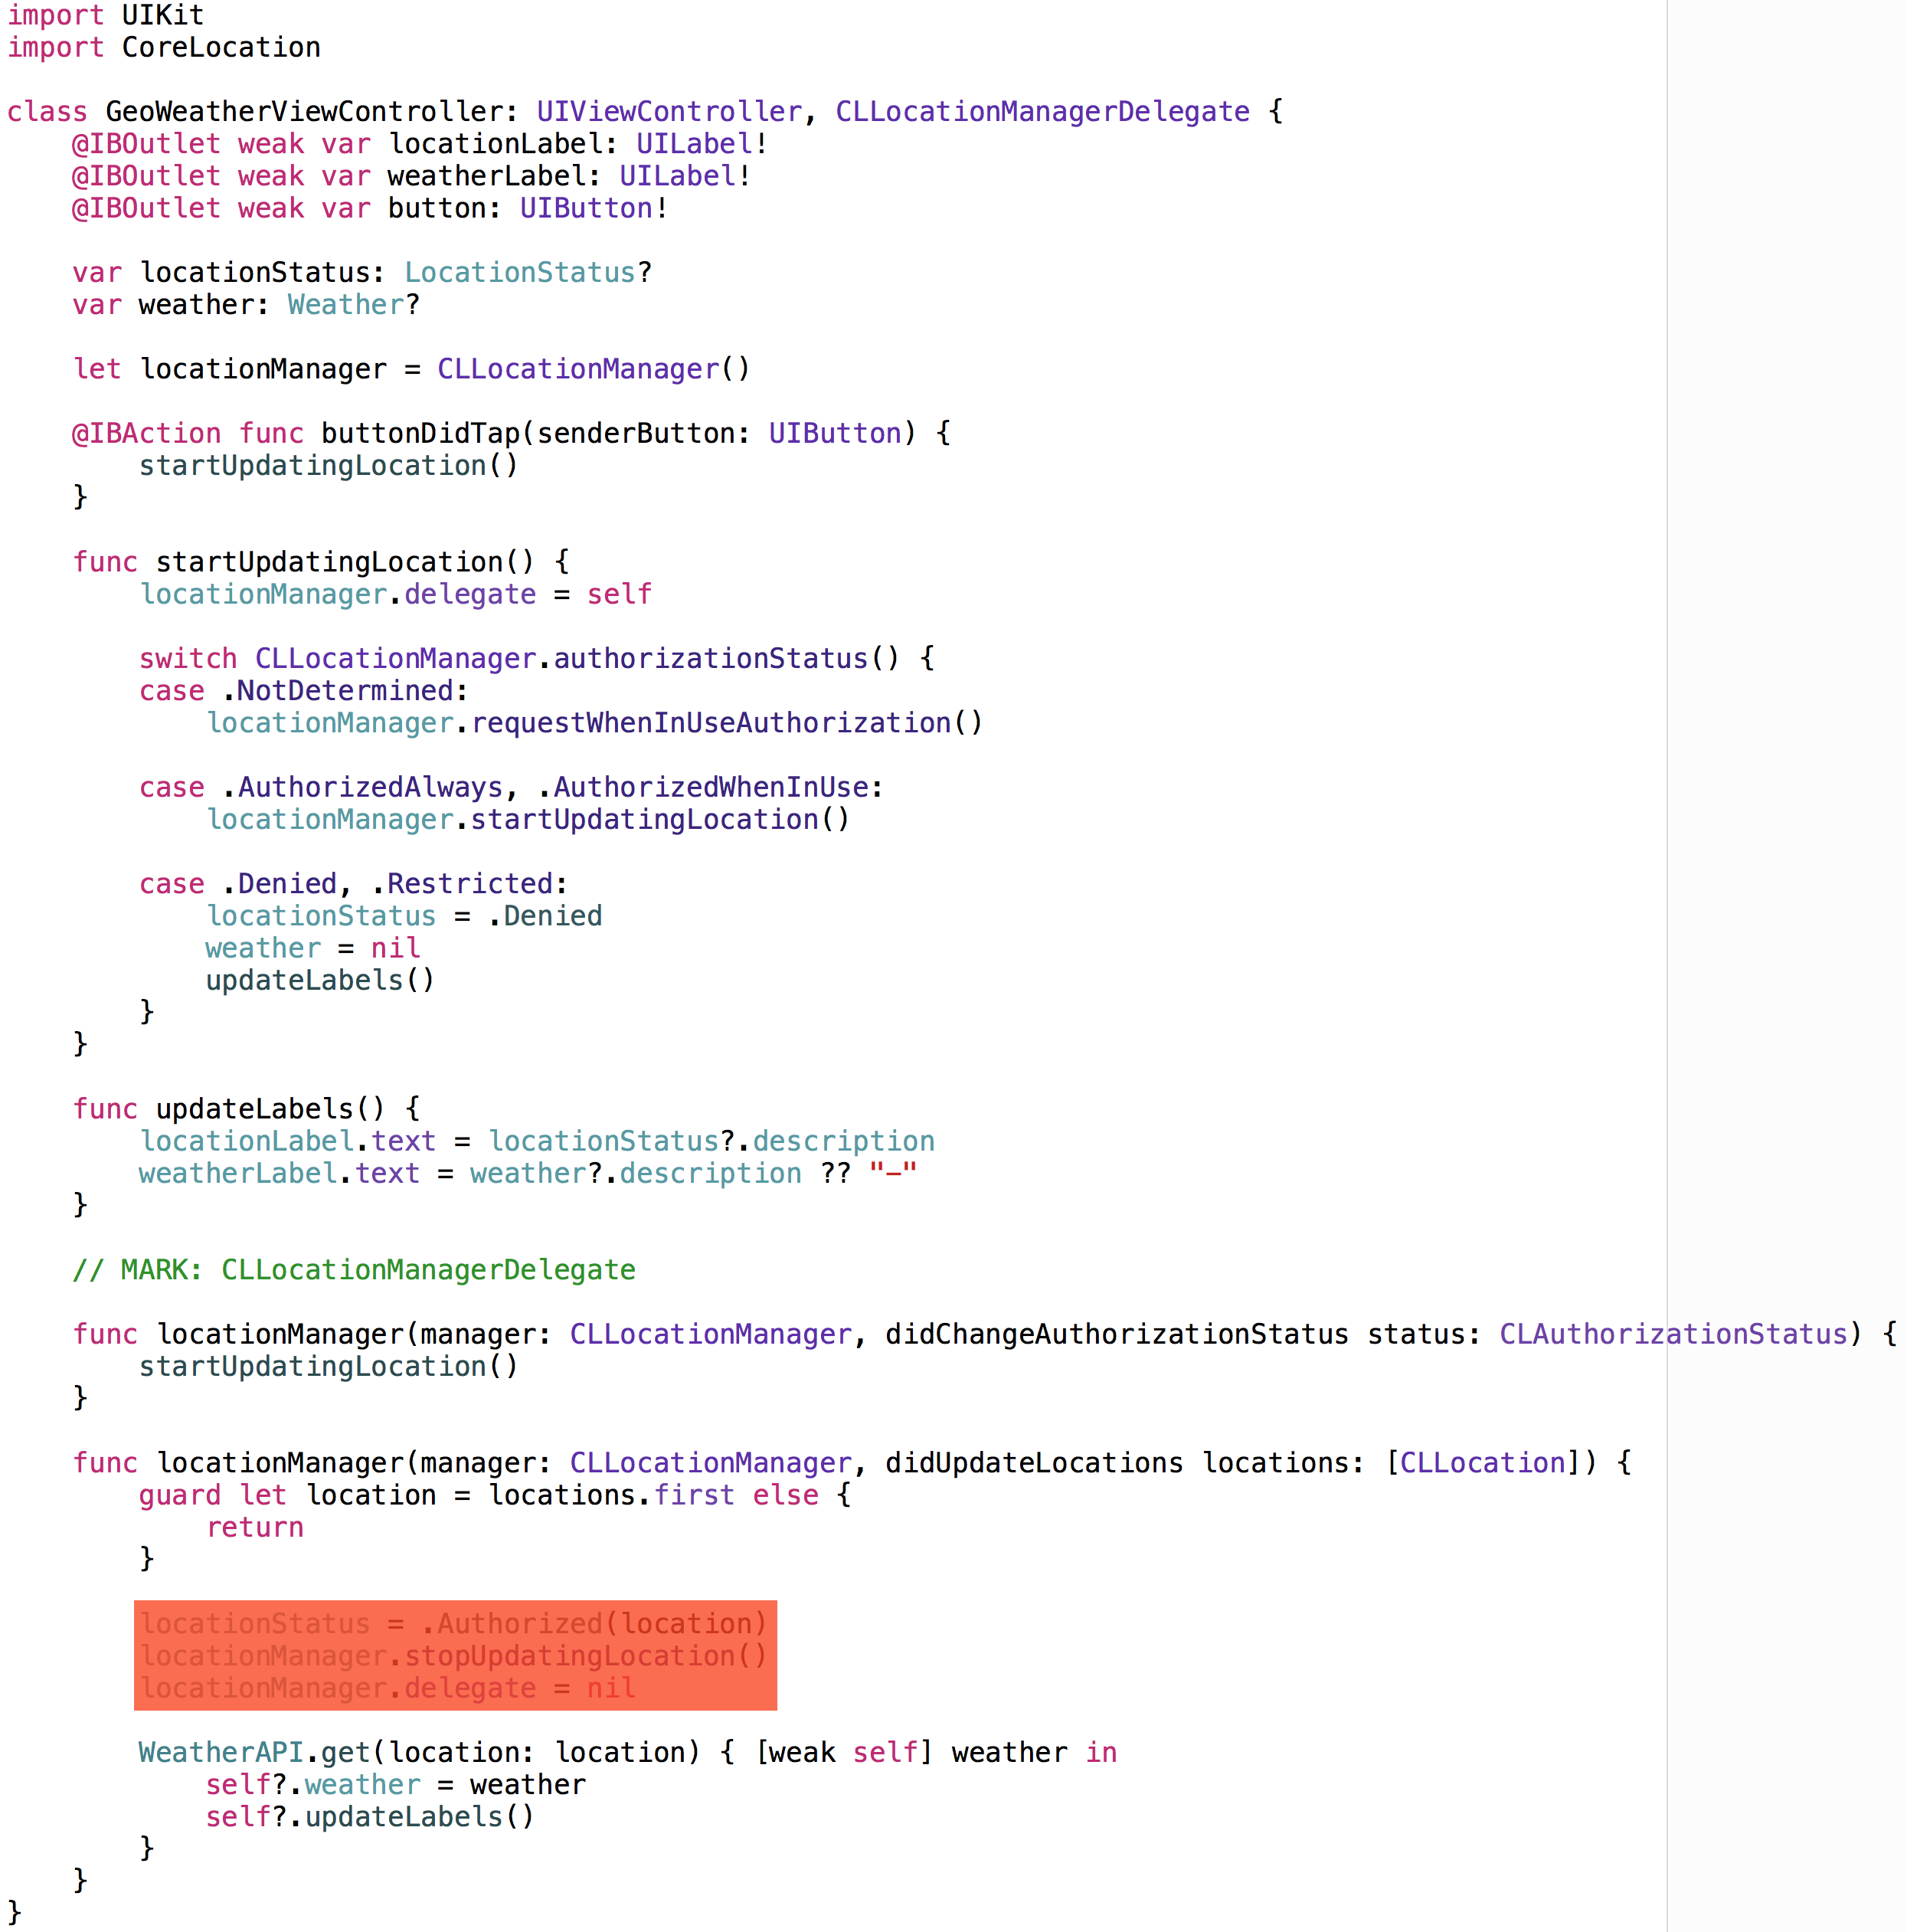 import UIKit
import CoreLocation

class GeoWeatherViewController: UIViewController, CLLocationManagerDelegate {
    @IBOutlet weak var locationLabel: UILabel!
    @IBOutlet weak var weatherLabel: UILabel!
    @IBOutlet weak var button: UIButton!

    var locationStatus: LocationStatus?
    var weather: Weather?

    let locationManager = CLLocationManager()

    @IBAction func buttonDidTap(senderButton: UIButton) {
        startUpdatingLocation()
    }

    func startUpdatingLocation() {
        locationManager.delegate = self

        switch CLLocationManager.authorizationStatus() {
        case .NotDetermined:
            locationManager.requestWhenInUseAuthorization()

        case .AuthorizedAlways, .AuthorizedWhenInUse:
            locationManager.startUpdatingLocation()

        case .Denied, .Restricted:
            locationStatus = .Denied
            weather = nil
            updateLabels()
        }
    }

    func updateLabels() {
        locationLabel.text = locationStatus?.description
        weatherLabel.text = weather?.description ?? "–"
    }

    // MARK: CLLocationManagerDelegate

    func locationManager(manager: CLLocationManager, didChangeAuthorizationStatus status: CLAuthorizationStatus) {
        startUpdatingLocation()
    }

    func locationManager(manager: CLLocationManager, didUpdateLocations locations: [CLLocation]) {
        guard let location = locations.first else {
            return
        }

        locationStatus = .Authorized(location)
        locationManager.stopUpdatingLocation()
        locationManager.delegate = nil

        WeatherAPI.get(location: location) { [weak self] weather in
            self?.weather = weather
            self?.updateLabels()
        }
    }
}